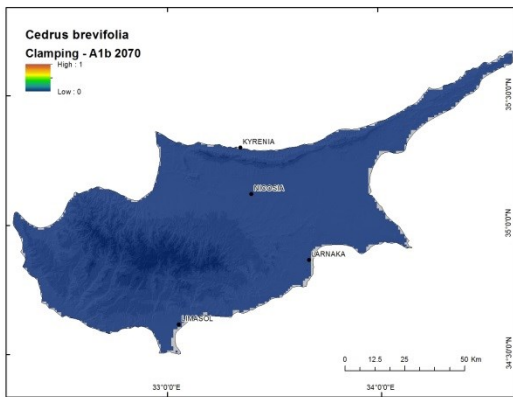 Cedrus brevifolia
Clamping - A1b 2070
High : 1
Low : 0
35°30'0"N
KYRENIA
NICOSIA
35°0'0"N
LARNAKA
LIMASOL
0 12.5 25 50 Km
34°30'0"N
33°0'0"E 34°0'0"E